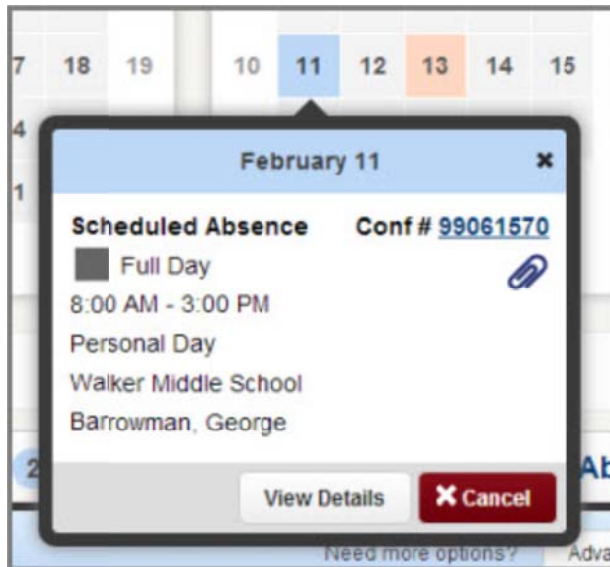 7 18 19 10 11 12 13 14 15
4
1
February 11
Scheduled Absence Conf # 99061570
Full Day
8:00 AM - 3:00 PM
Personal Day
Walker Middle School
Barrowman, George
2
View Details Cancel
Need more options?